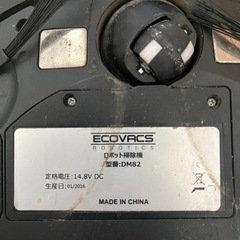 ECOVACS
ROBOTICS
ロボット掃除機
型番:DM82
定格電圧:14.8V DC
生産日:01/2016
MADE IN CHINA